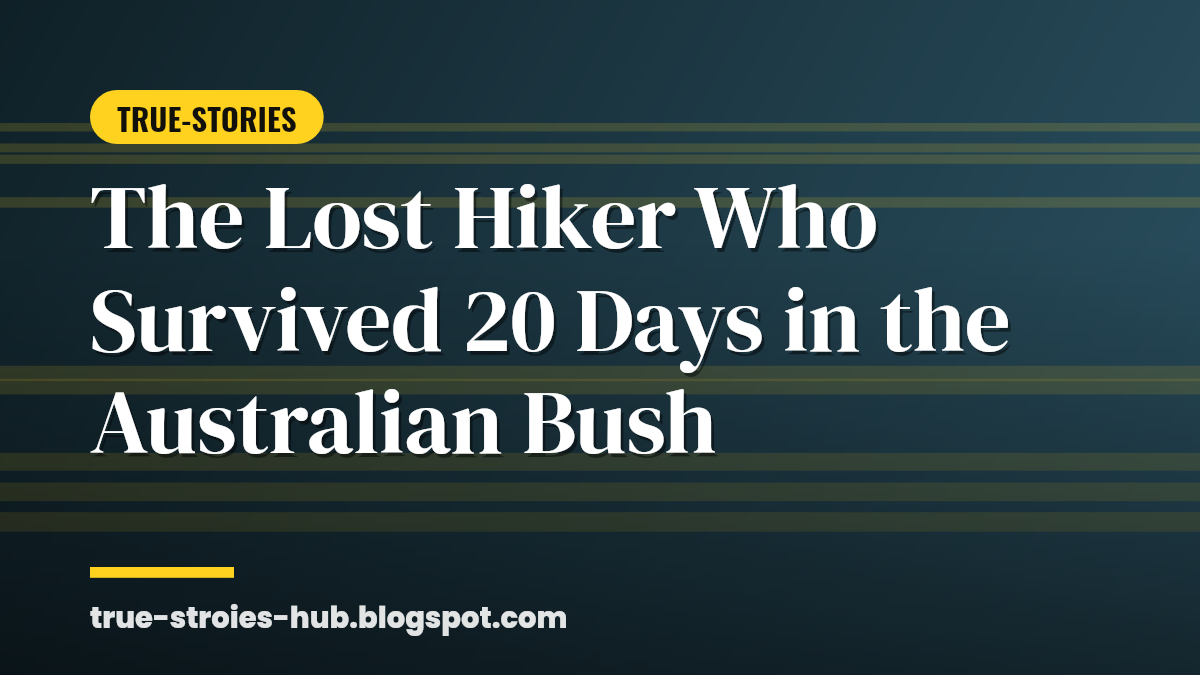 TRUE-STORIES
The Lost Hiker Who
Survived 20 Days in the
Australian Bush
true-stroies-hub.blogspot.com